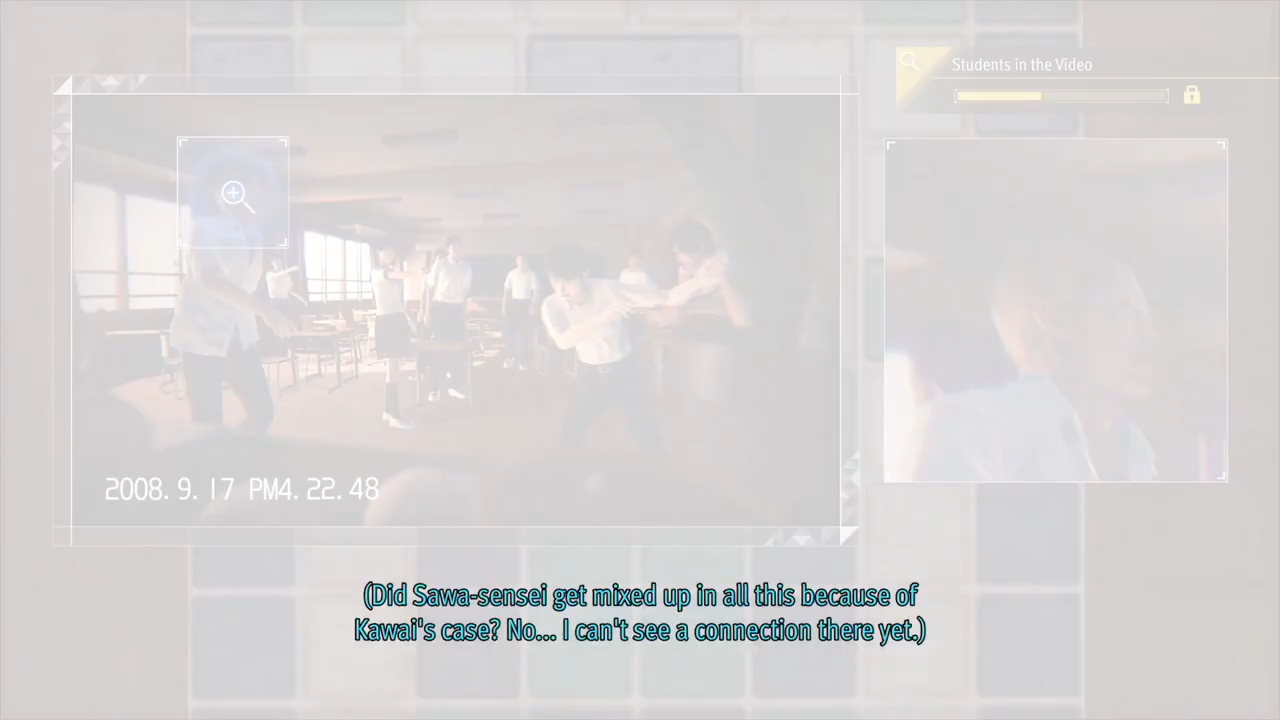 Students in the Video
2008. 9. 17 PM4. 22. 48
(Did Sawa-sensei get mixed up in all this because of
Kawai's case? No... I can't see a connection there yet.)